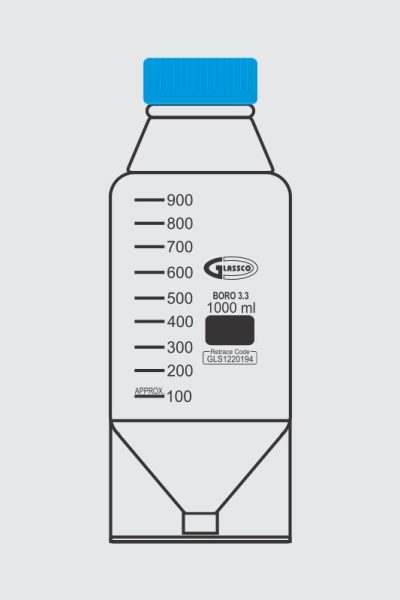 900
800
700
600
500
400
300
200
APPROX. 100
GLASSCO
BORO 3.3
1000 ml
Retrace Code
GLS1220194